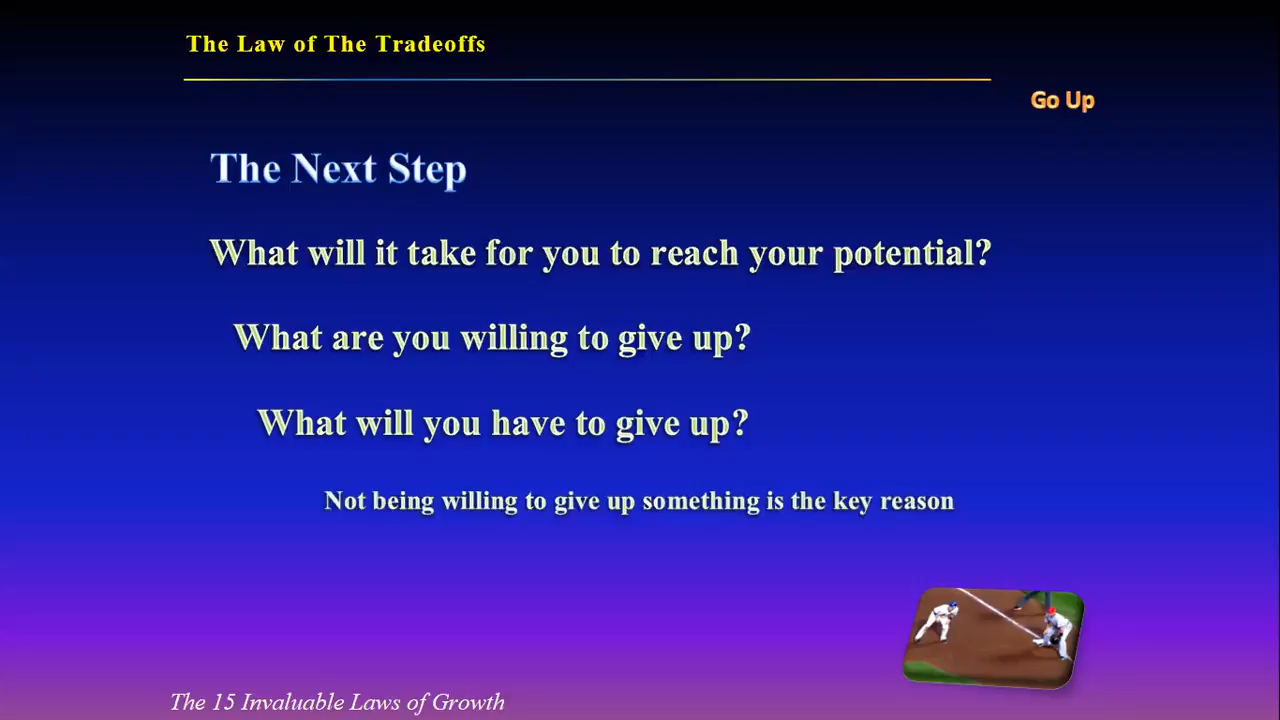 The Law of The Tradeoffs
Go Up
The Next Step
What will it take for you to reach your potential?
What are you willing to give up?
What will you have to give up?
Not being willing to give up something is the key reason
The 15 Invaluable Laws of Growth